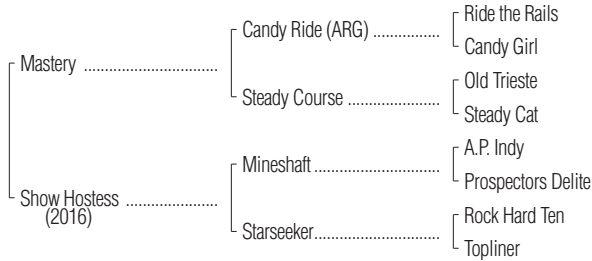 Ride the Rails
Candy Ride (ARG) ................
Candy Girl
Mastery ................................
Old Trieste
Steady Course ......................
Steady Cat
A.P. Indy
Mineshaft ..............................
Prospectors Delite
Show Hostess ......................
(2016)
Rock Hard Ten
Starseeker..............................
Topliner